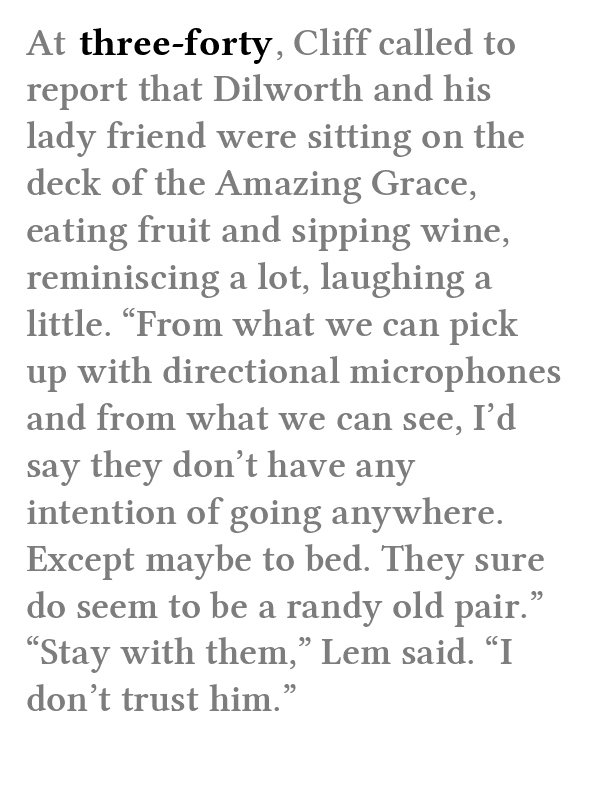 At three-forty, Cliff called to
report that Dilworth and his
lady friend were sitting on the
deck of the Amazing Grace,
eating fruit and sipping wine,
reminiscing a lot, laughing a
little. “From what we can pick
up with directional microphones
and from what we can see, I’d
say they don’t have any
intention of going anywhere.
Except maybe to bed. They sure
do seem to be a randy old pair.”
“Stay with them,” Lem said. “I
don’t trust him.”